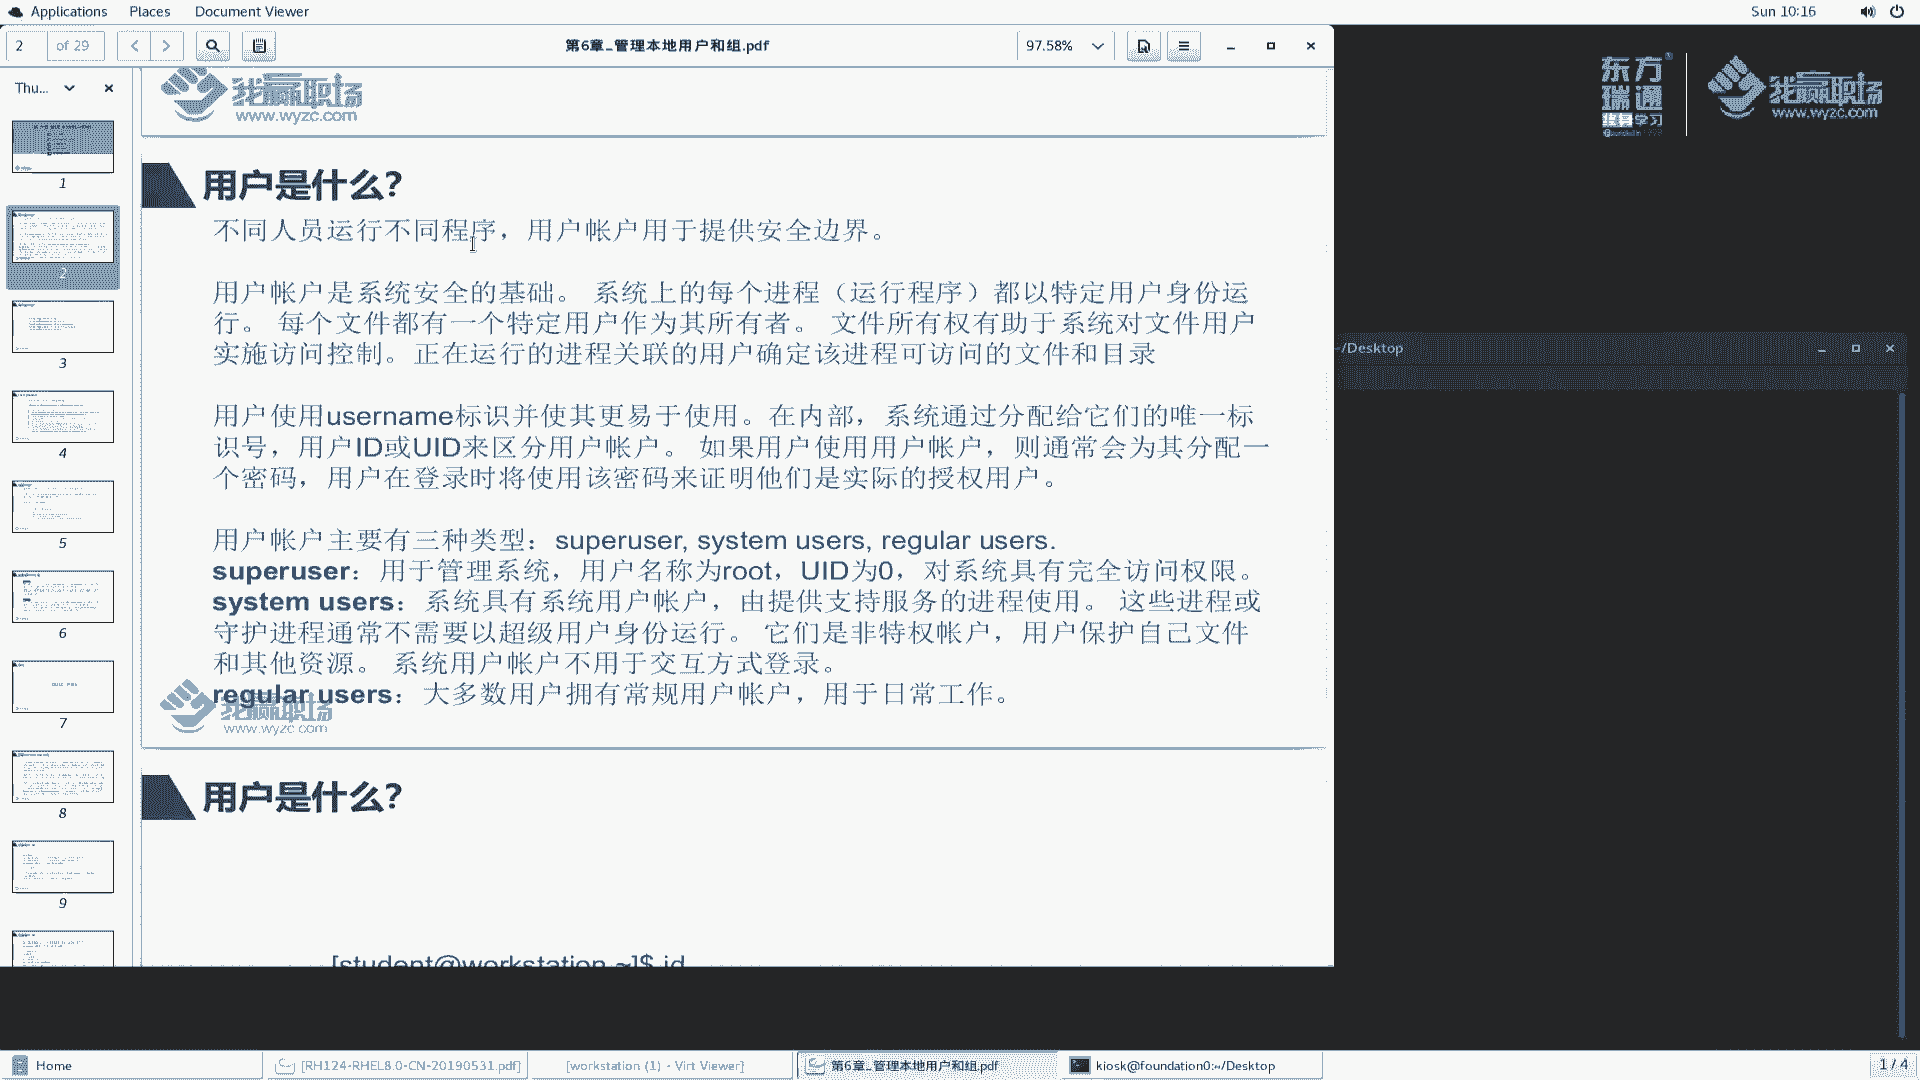 Applications Places Document Viewer Sun 10:16
2 of 29 第6章_管理本地用户和组.pdf 97.58%
Thu...
我赢职场
www.wyzc.com
东方瑞通
终身学习
我赢职场
www.wyzc.com
1
2
3
4
5
6
7
8
9
用户是什么?
不同人员运行不同程序，用户帐户用于提供安全边界。
用户帐户是系统安全的基础。 系统上的每个进程（运行程序）都以特定用户身份运
行。 每个文件都有一个特定用户作为其所有者。 文件所有权有助于系统对文件用户
实施访问控制。正在运行的进程关联的用户确定该进程可访问的文件和目录
用户使用username标识并使其更易于使用。在内部，系统通过分配给它们的唯一标
识号，用户ID或UID来区分用户帐户。 如果用户使用用户帐户，则通常会为其分配一
个密码，用户在登录时将使用该密码来证明他们是实际的授权用户。
用户帐户主要有三种类型：superuser, system users, regular users.
superuser：用于管理系统，用户名称为root，UID为0，对系统具有完全访问权限。
system users：系统具有系统用户帐户，由提供支持服务的进程使用。 这些进程或
守护进程通常不需要以超级用户身份运行。 它们是非特权帐户，用户保护自己文件
和其他资源。 系统用户帐户不用于交互方式登录。
regular users：大多数用户拥有常规用户帐户，用于日常工作。
我赢职场
www.wyzc.com
用户是什么?
[student@workstation ~]$ id
~/Desktop
Home [RH124-RHEL8.0-CN-20190531.pdf] [workstation (1) - Virt Viewer] 第6章_管理本地用户和组.pdf kiosk@foundation0:~/Desktop 1 / 4